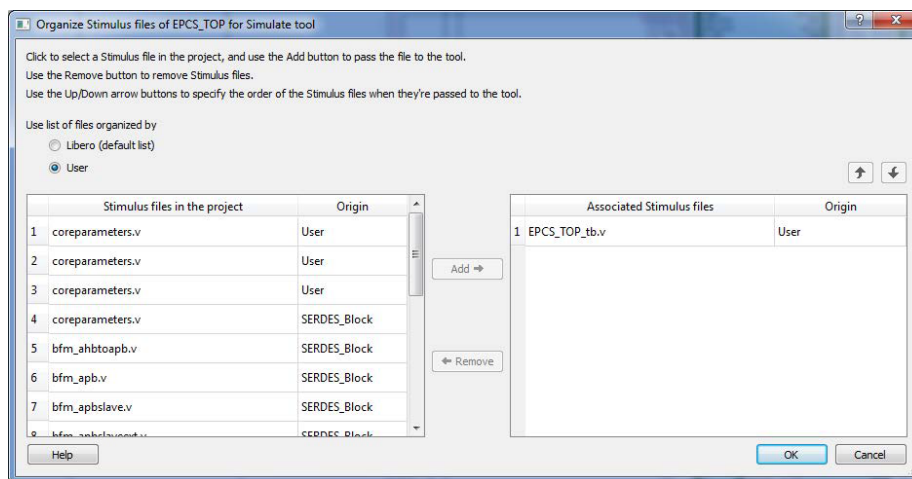 Organize Stimulus files of EPCS_TOP for Simulate tool
Click to select a Stimulus file in the project, and use the Add button to pass the file to the tool.
Use the Remove button to remove Stimulus files.
Use the Up/Down arrow buttons to specify the order of the Stimulus files when they're passed to the tool.
Use list of files organized by
Libero (default list)
User
Stimulus files in the project Origin
1 coreparameters.v User
2 coreparameters.v User
3 coreparameters.v User
4 coreparameters.v SERDES_Block
5 bfm_ahbtoapb.v SERDES_Block
6 bfm_apb.v SERDES_Block
7 bfm_apbslave.v SERDES_Block
8 bfm_apbslaveext.v SERDES_Block
Add
Remove
Associated Stimulus files Origin
1 EPCS_TOP_tb.v User
Help
OK
Cancel